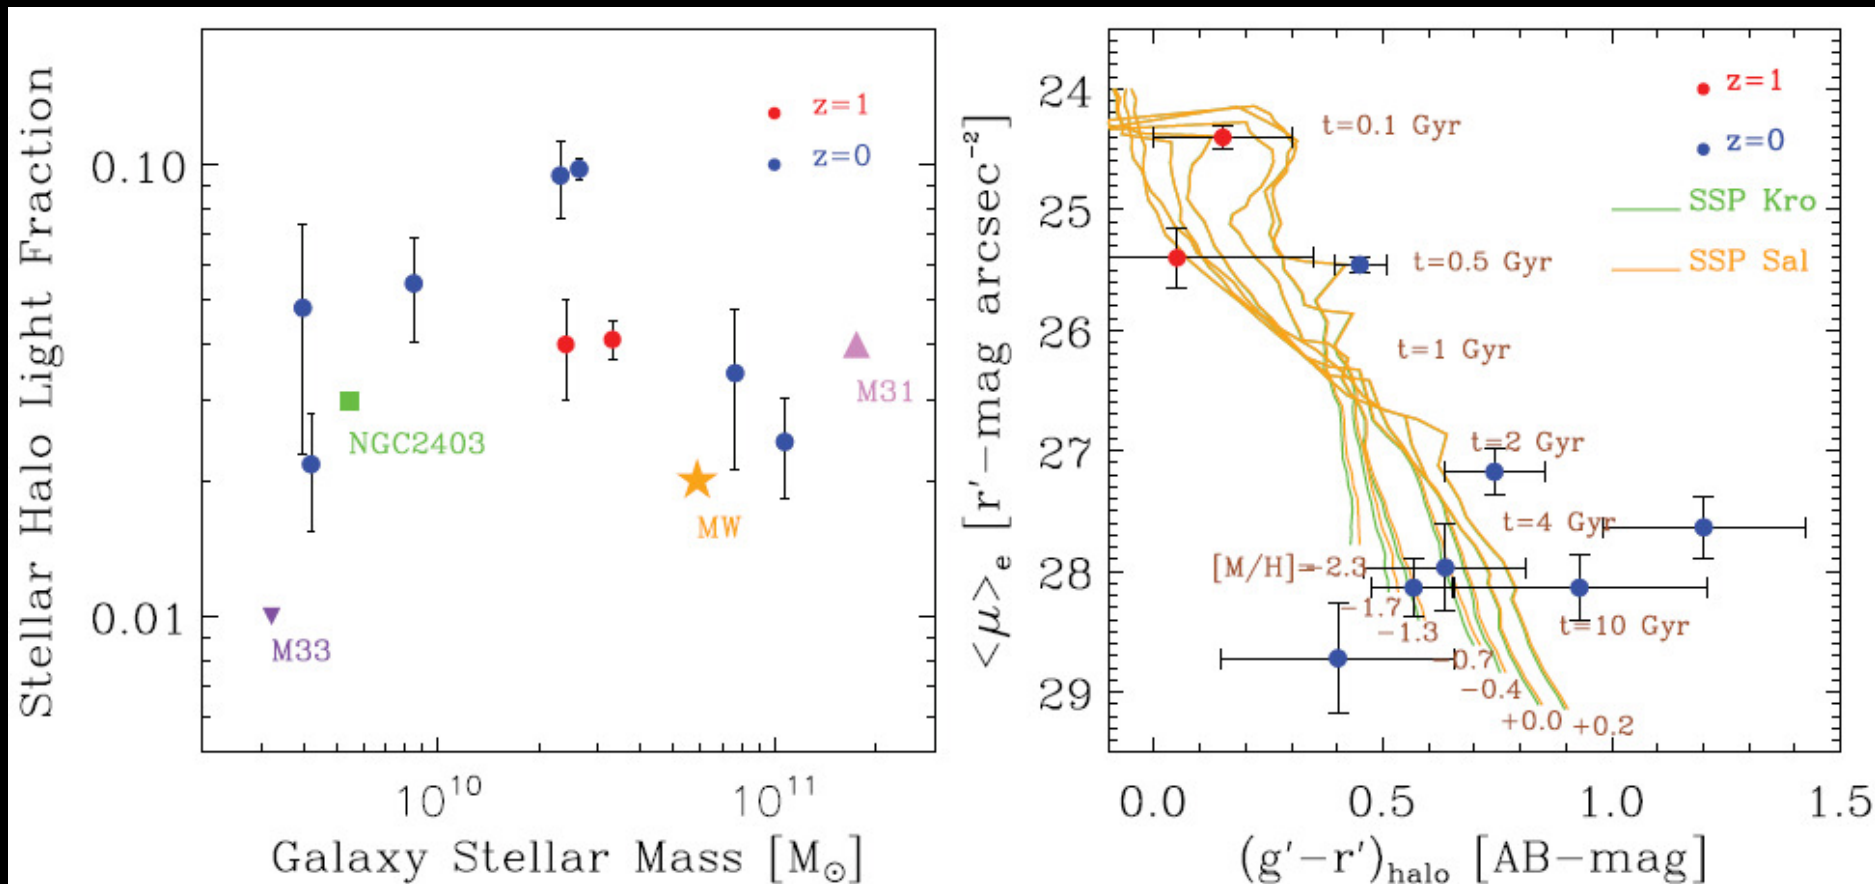 Stellar Halo Light Fraction
0.10
0.01
z=1
z=0
M31
NGC2403
MW
M33
10^10
10^11
Galaxy Stellar Mass [M⊙]
<μ>e [r'-mag arcsec^-2]
24
25
26
27
28
29
z=1
z=0
SSP Kro
SSP Sal
t=0.1 Gyr
t=0.5 Gyr
t=1 Gyr
t=2 Gyr
t=4 Gyr
t=10 Gyr
[M/H]=-2.3
-1.7
-1.3
-0.7
-0.4
+0.0
+0.2
0.0
0.5
1.0
1.5
(g'-r')halo [AB-mag]